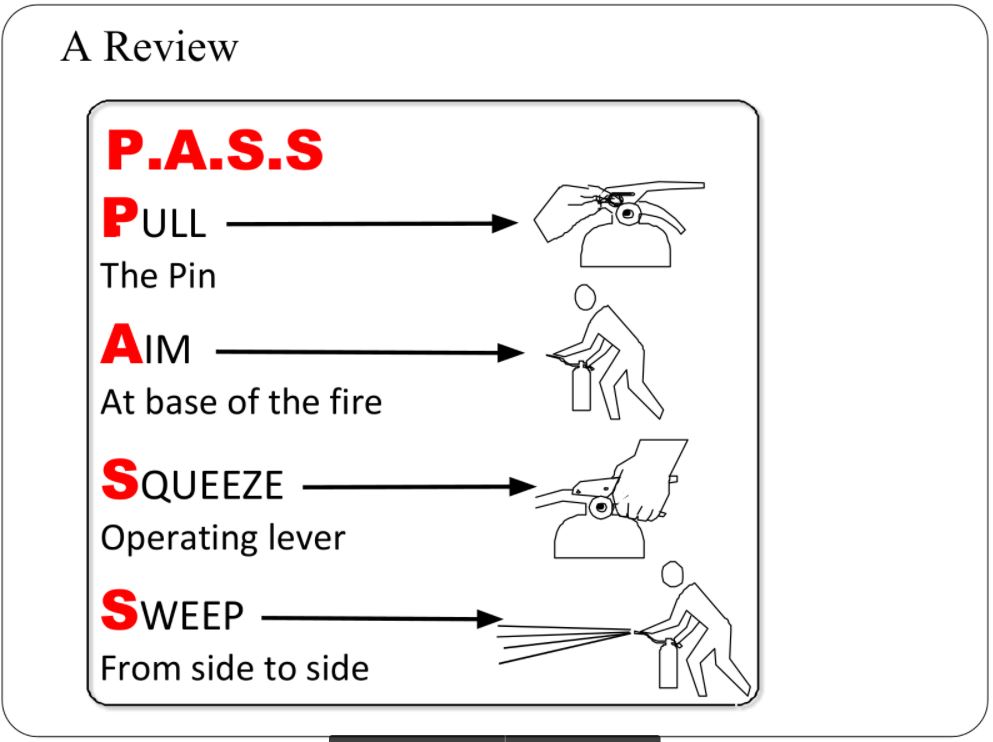 A Review
P.A.S.S
PULL
The Pin
AIM
At base of the fire
SQUEEZE
Operating lever
SWEEP
From side to side